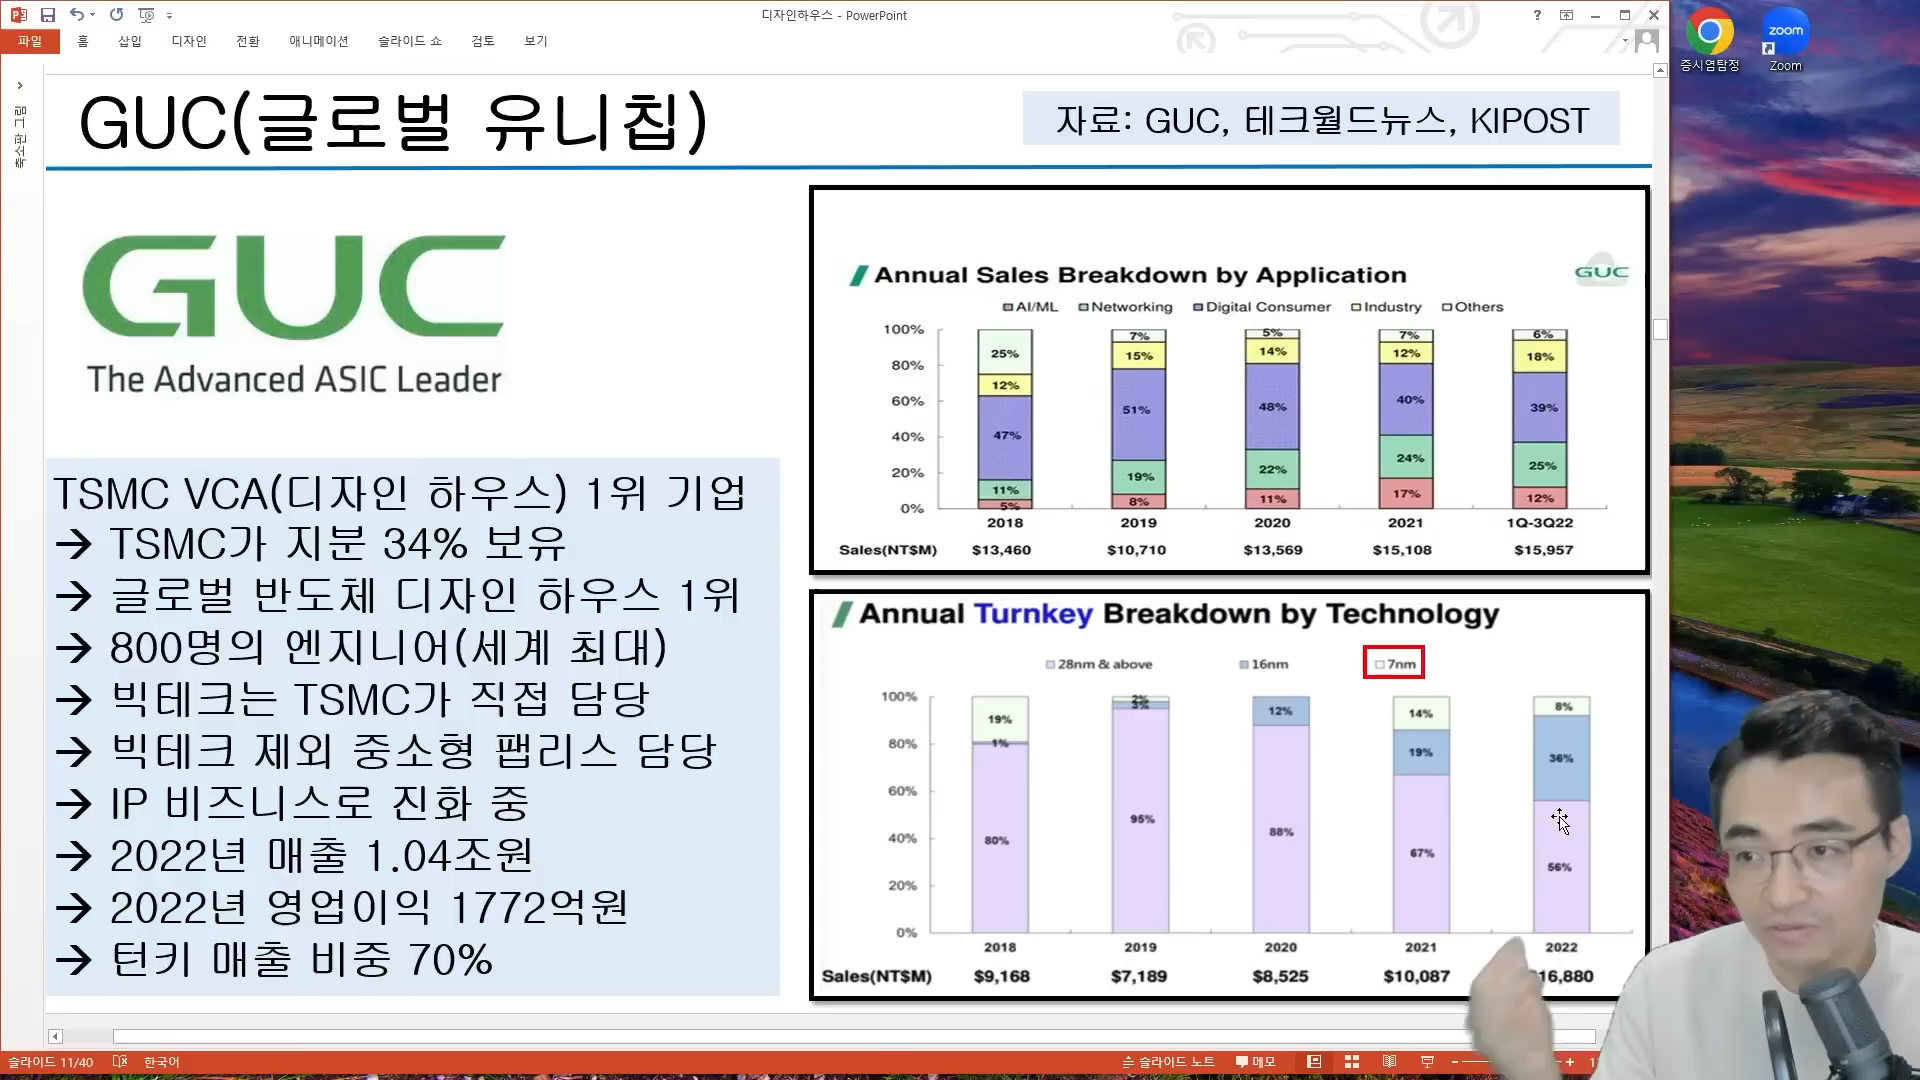 디자인하우스 - PowerPoint
?
파일 홈 삽입 디자인 전환 애니메이션 슬라이드 쇼 검토 보기
축소판 그림
증시염탐정
zoom
Zoom
GUC(글로벌 유니칩)
자료: GUC, 테크월드뉴스, KIPOST
GUC
The Advanced ASIC Leader
TSMC VCA(디자인 하우스) 1위 기업
→ TSMC가 지분 34% 보유
→ 글로벌 반도체 디자인 하우스 1위
→ 800명의 엔지니어(세계 최대)
→ 빅테크는 TSMC가 직접 담당
→ 빅테크 제외 중소형 팹리스 담당
→ IP 비즈니스로 진화 중
→ 2022년 매출 1.04조원
→ 2022년 영업이익 1772억원
→ 턴키 매출 비중 70%
Annual Sales Breakdown by Application
GUC
AI/ML Networking Digital Consumer Industry Others
100% 25% 7% 5% 7% 6%
80% 12% 15% 14% 12% 18%
60% 47% 51% 48% 40% 39%
40%
20% 11% 19% 22% 24% 25%
0% 5% 8% 11% 17% 12%
2018 2019 2020 2021 1Q-3Q22
Sales(NT$M) $13,460 $10,710 $13,569 $15,108 $15,957
Annual Turnkey Breakdown by Technology
28nm & above 16nm 7nm
100% 19% 2% 12% 14% 8%
80% 1% 3% 19% 36%
60%
40% 80% 95% 88% 67% 56%
20%
0%
2018 2019 2020 2021 2022
Sales(NT$M) $9,168 $7,189 $8,525 $10,087 16,880
슬라이드 11/40 한국어 슬라이드 노트 메모